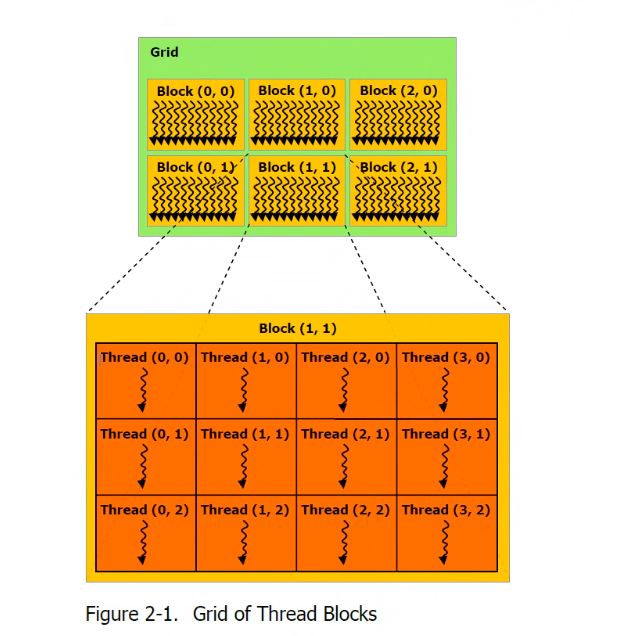 Grid
Block (0, 0) Block (1, 0) Block (2, 0)
Block (0, 1) Block (1, 1) Block (2, 1)
Block (1, 1)
Thread (0, 0) Thread (1, 0) Thread (2, 0) Thread (3, 0)
Thread (0, 1) Thread (1, 1) Thread (2, 1) Thread (3, 1)
Thread (0, 2) Thread (1, 2) Thread (2, 2) Thread (3, 2)
Figure 2-1. Grid of Thread Blocks